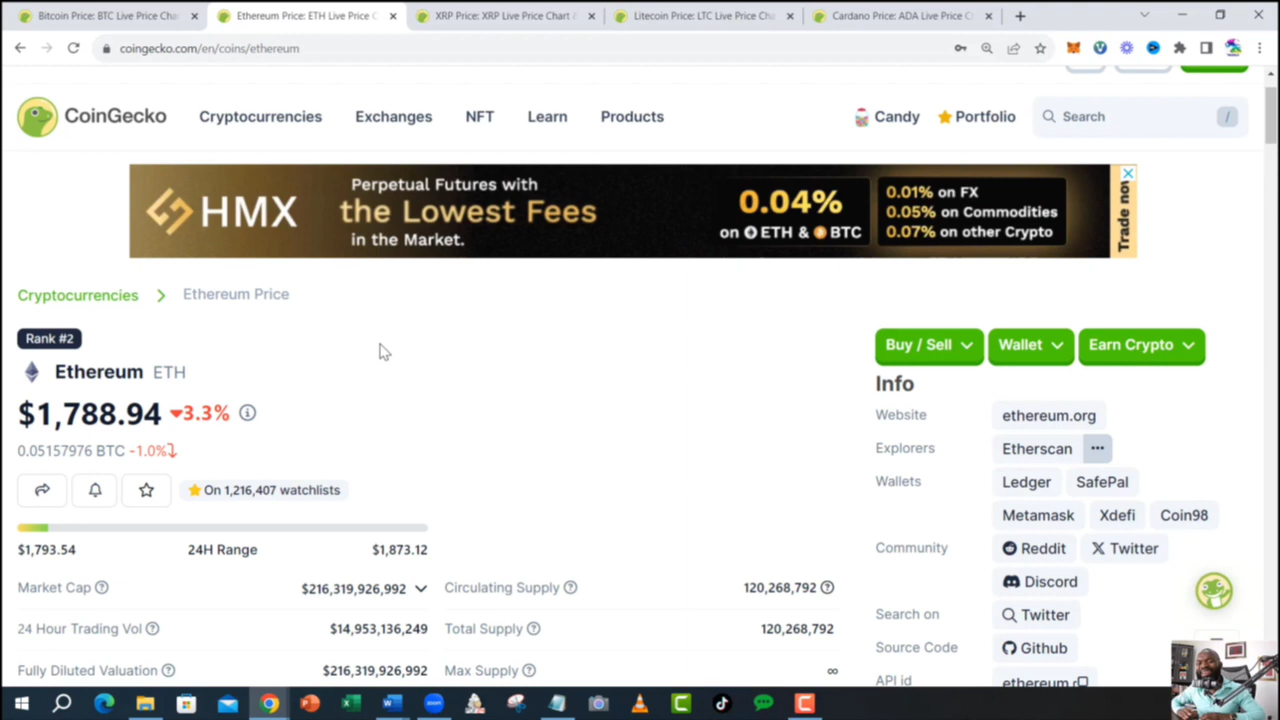 Bitcoin Price: BTC Live Price Cha
Ethereum Price: ETH Live Price C
XRP Price: XRP Live Price Chart &
Litecoin Price: LTC Live Price Ch
Cardano Price: ADA Live Price C
coingecko.com/en/coins/ethereum
CoinGecko
Cryptocurrencies
Exchanges
NFT
Learn
Products
Candy
Portfolio
Search
/
HMX
Perpetual Futures with
the Lowest Fees
in the Market.
0.04%
on ETH & BTC
0.01% on FX
0.05% on Commodities
0.07% on other Crypto
Trade now
Cryptocurrencies > Ethereum Price
Rank #2
Ethereum ETH
$1,788.94 3.3%
0.05157976 BTC -1.0%
On 1,216,407 watchlists
$1,793.54 24H Range $1,873.12
Market Cap $216,319,926,992
24 Hour Trading Vol $14,953,136,249
Fully Diluted Valuation $216,319,926,992
Circulating Supply 120,268,792
Total Supply 120,268,792
Max Supply ∞
Buy / Sell
Wallet
Earn Crypto
Info
Website ethereum.org
Explorers Etherscan ...
Wallets Ledger SafePal
Metamask Xdefi Coin98
Community Reddit Twitter
Discord
Search on Twitter
Source Code Github
API id ethereum